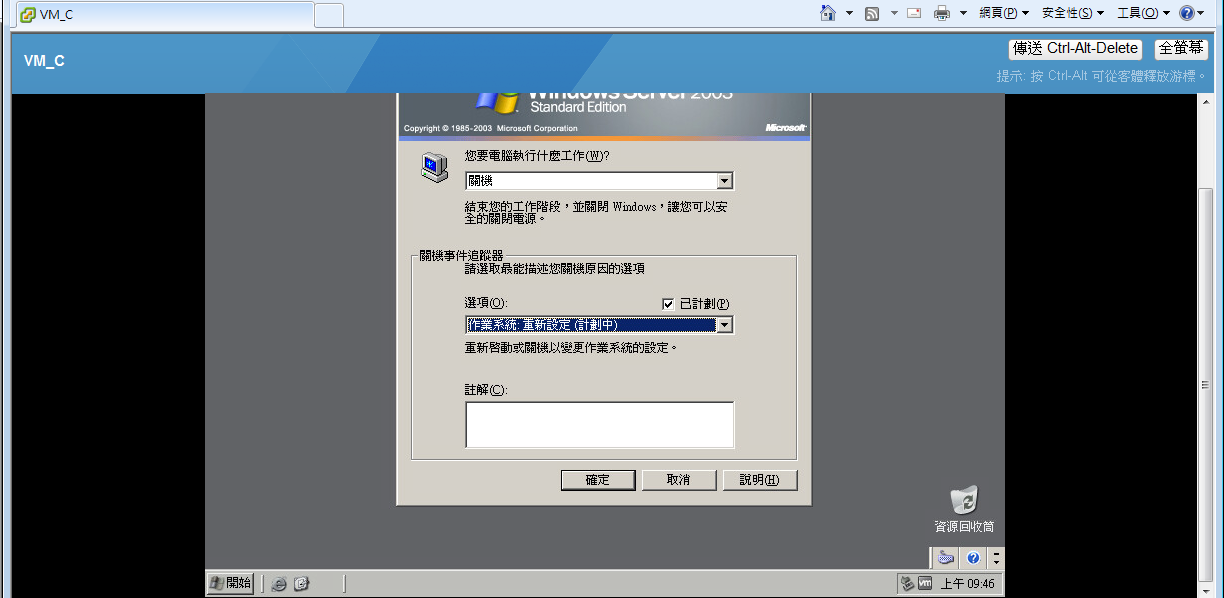 VM_C
網頁(P)
安全性(S)
工具(O)
VM_C
傳送 Ctrl-Alt-Delete
全螢幕
提示: 按 Ctrl-Alt 可從客體釋放游標。
Windows Server 2003
Standard Edition
Copyright © 1985-2003 Microsoft Corporation
Microsoft
您要電腦執行什麼工作(W)?
關機
結束您的工作階段，並關閉 Windows，讓您可以安
全的關閉電源。
關機事件追蹤器
請選取最能描述您關機原因的選項
選項(O):
已計劃(P)
作業系統: 重新設定 (計劃中)
重新啓動或關機以變更作業系統的設定。
註解(C):
確定
取消
說明(H)
資源回收筒
開始
vm
上午 09:46